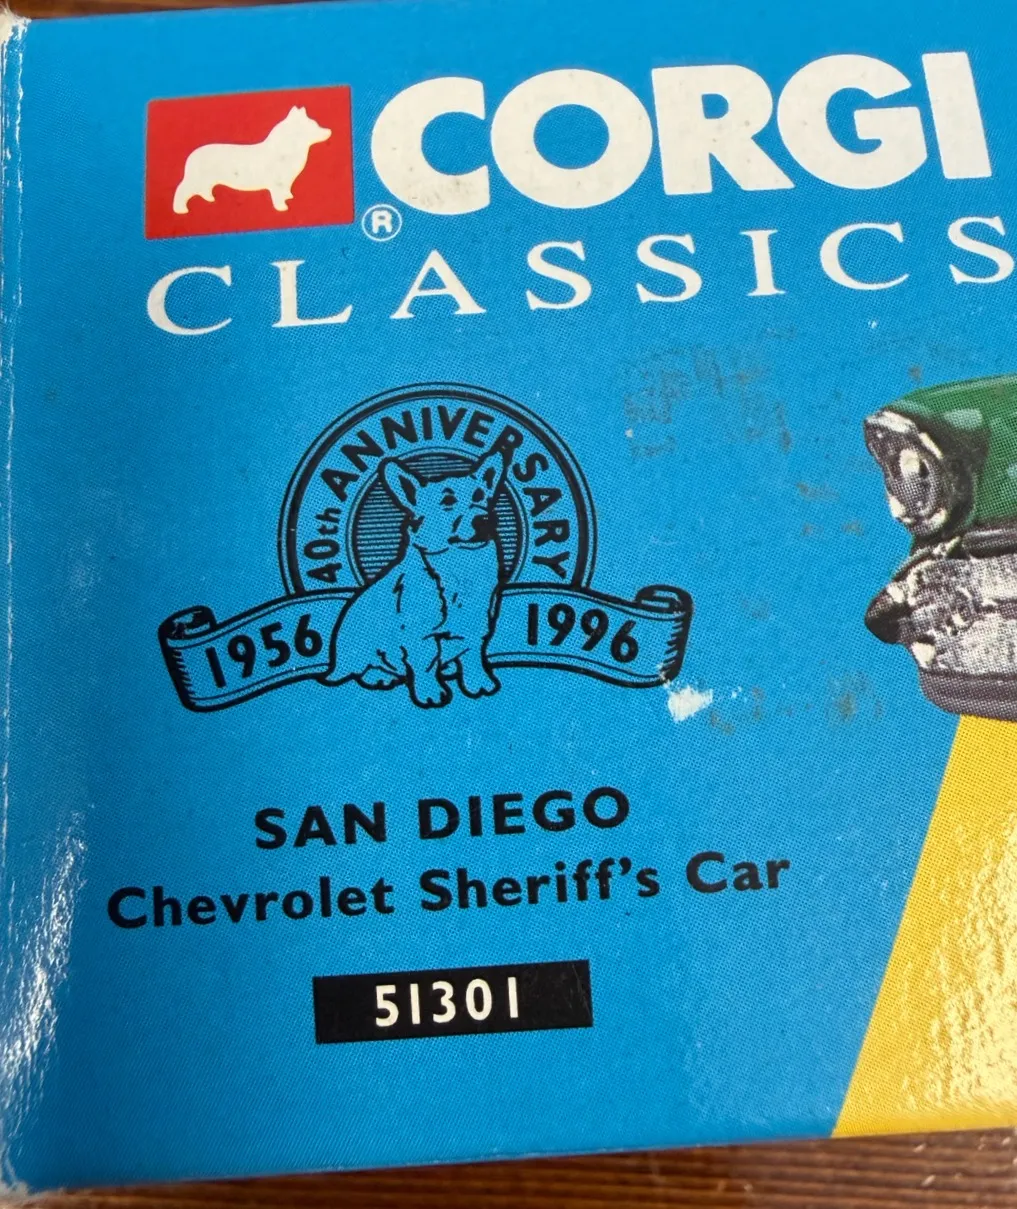 CORGI
®
CLASSICS
40th ANNIVERSARY
1956 1996
SAN DIEGO
Chevrolet Sheriff's Car
51301